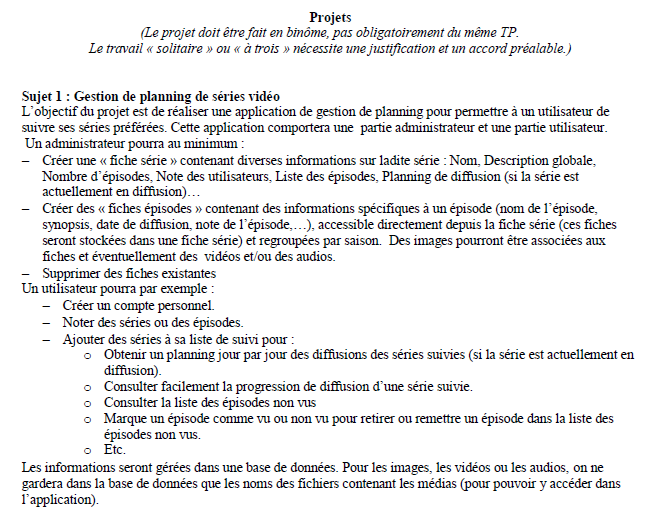 Projets
(Le projet doit être fait en binôme, pas obligatoirement du même TP.
Le travail « solitaire » ou « à trois » nécessite une justification et un accord préalable.)
Sujet 1 : Gestion de planning de séries vidéo
L'objectif du projet est de réaliser une application de gestion de planning pour permettre à un utilisateur de
suivre ses séries préférées. Cette application comportera une partie administrateur et une partie utilisateur.
Un administrateur pourra au minimum :
– Créer une « fiche série » contenant diverses informations sur ladite série : Nom, Description globale,
Nombre d'épisodes, Note des utilisateurs, Liste des épisodes, Planning de diffusion (si la série est
actuellement en diffusion)…
– Créer des « fiches épisodes » contenant des informations spécifiques à un épisode (nom de l'épisode,
synopsis, date de diffusion, note de l'épisode,…), accessible directement depuis la fiche série (ces fiches
seront stockées dans une fiche série) et regroupées par saison. Des images pourront être associées aux
fiches et éventuellement des vidéos et/ou des audios.
– Supprimer des fiches existantes
Un utilisateur pourra par exemple :
– Créer un compte personnel.
– Noter des séries ou des épisodes.
– Ajouter des séries à sa liste de suivi pour :
o Obtenir un planning jour par jour des diffusions des séries suivies (si la série est actuellement en
diffusion).
o Consulter facilement la progression de diffusion d'une série suivie.
o Consulter la liste des épisodes non vus
o Marque un épisode comme vu ou non vu pour retirer ou remettre un épisode dans la liste des
épisodes non vus.
o Etc.
Les informations seront gérées dans une base de données. Pour les images, les vidéos ou les audios, on ne
gardera dans la base de données que les noms des fichiers contenant les médias (pour pouvoir y accéder dans
l'application).